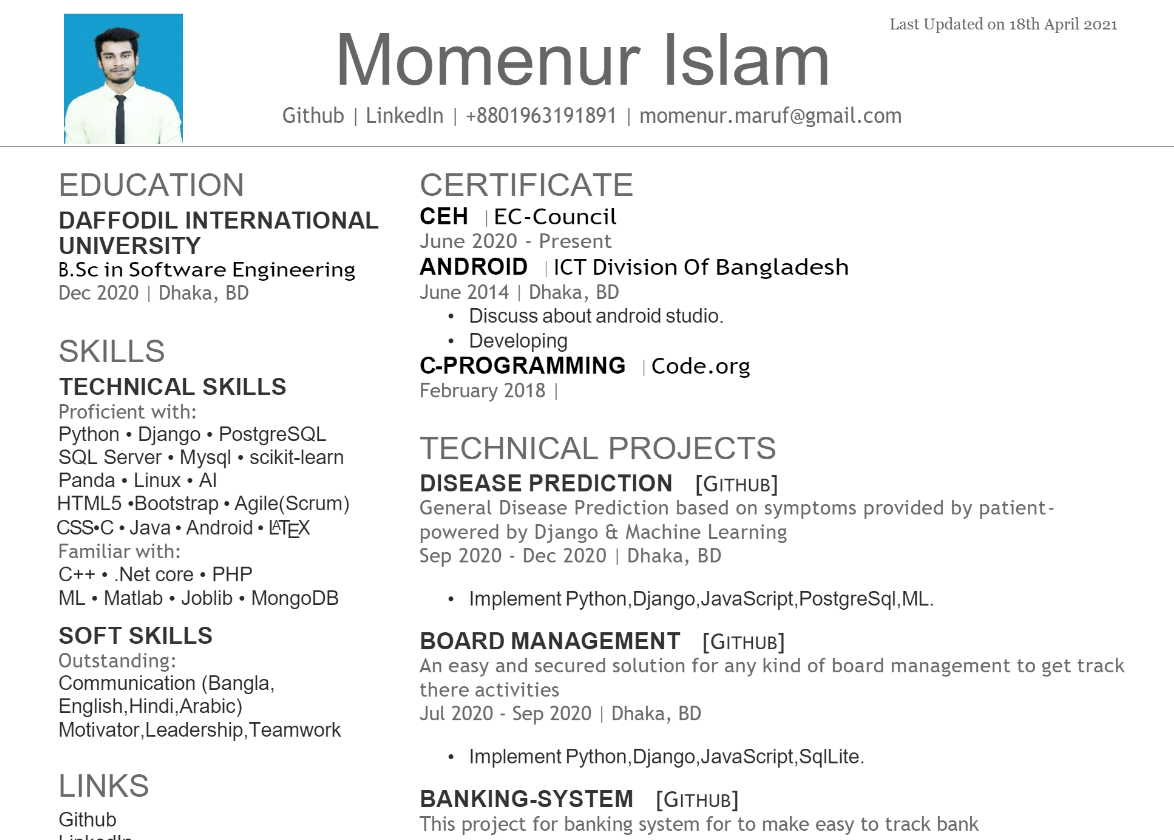 Last Updated on 18th April 2021
Momenur Islam
Github | LinkedIn | +8801963191891 | momenur.maruf@gmail.com
EDUCATION
DAFFODIL INTERNATIONAL
UNIVERSITY
B.Sc in Software Engineering
Dec 2020 | Dhaka, BD
SKILLS
TECHNICAL SKILLS
Proficient with:
Python • Django • PostgreSQL
SQL Server • Mysql • scikit-learn
Panda • Linux • AI
HTML5 •Bootstrap • Agile(Scrum)
CSS•C • Java • Android • LATEX
Familiar with:
C++ • .Net core • PHP
ML • Matlab • Joblib • MongoDB
SOFT SKILLS
Outstanding:
Communication (Bangla,
English,Hindi,Arabic)
Motivator,Leadership,Teamwork
LINKS
Github
LinkedIn
CERTIFICATE
CEH | EC-Council
June 2020 - Present
ANDROID | ICT Division Of Bangladesh
June 2014 | Dhaka, BD
• Discuss about android studio.
• Developing
C-PROGRAMMING | Code.org
February 2018 |
TECHNICAL PROJECTS
DISEASE PREDICTION [GITHUB]
General Disease Prediction based on symptoms provided by patient-
powered by Django & Machine Learning
Sep 2020 - Dec 2020 | Dhaka, BD
• Implement Python,Django,JavaScript,PostgreSql,ML.
BOARD MANAGEMENT [GITHUB]
An easy and secured solution for any kind of board management to get track
there activities
Jul 2020 - Sep 2020 | Dhaka, BD
• Implement Python,Django,JavaScript,SqlLite.
BANKING-SYSTEM [GITHUB]
This project for banking system for to make easy to track bank